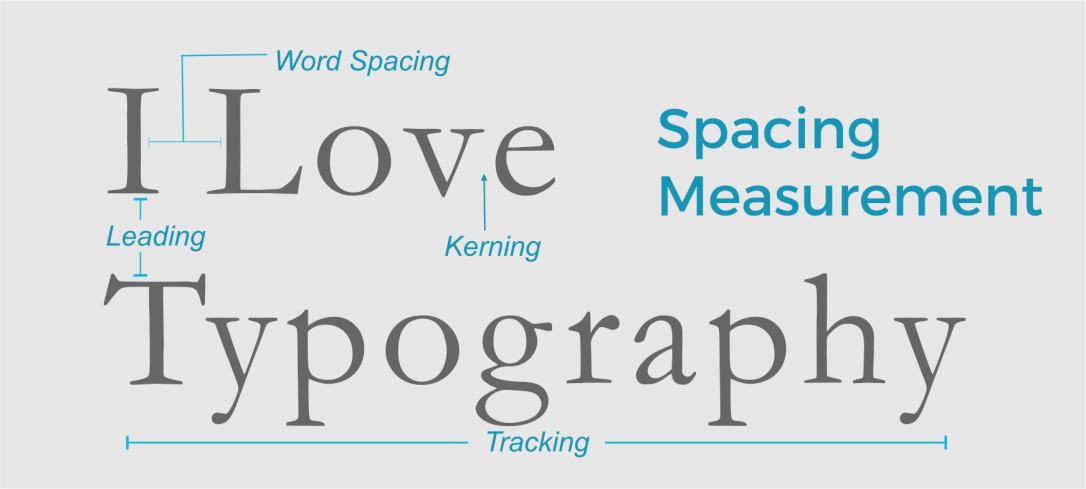 Word Spacing
I Love
Spacing
Measurement
Leading
Kerning
Typography
Tracking